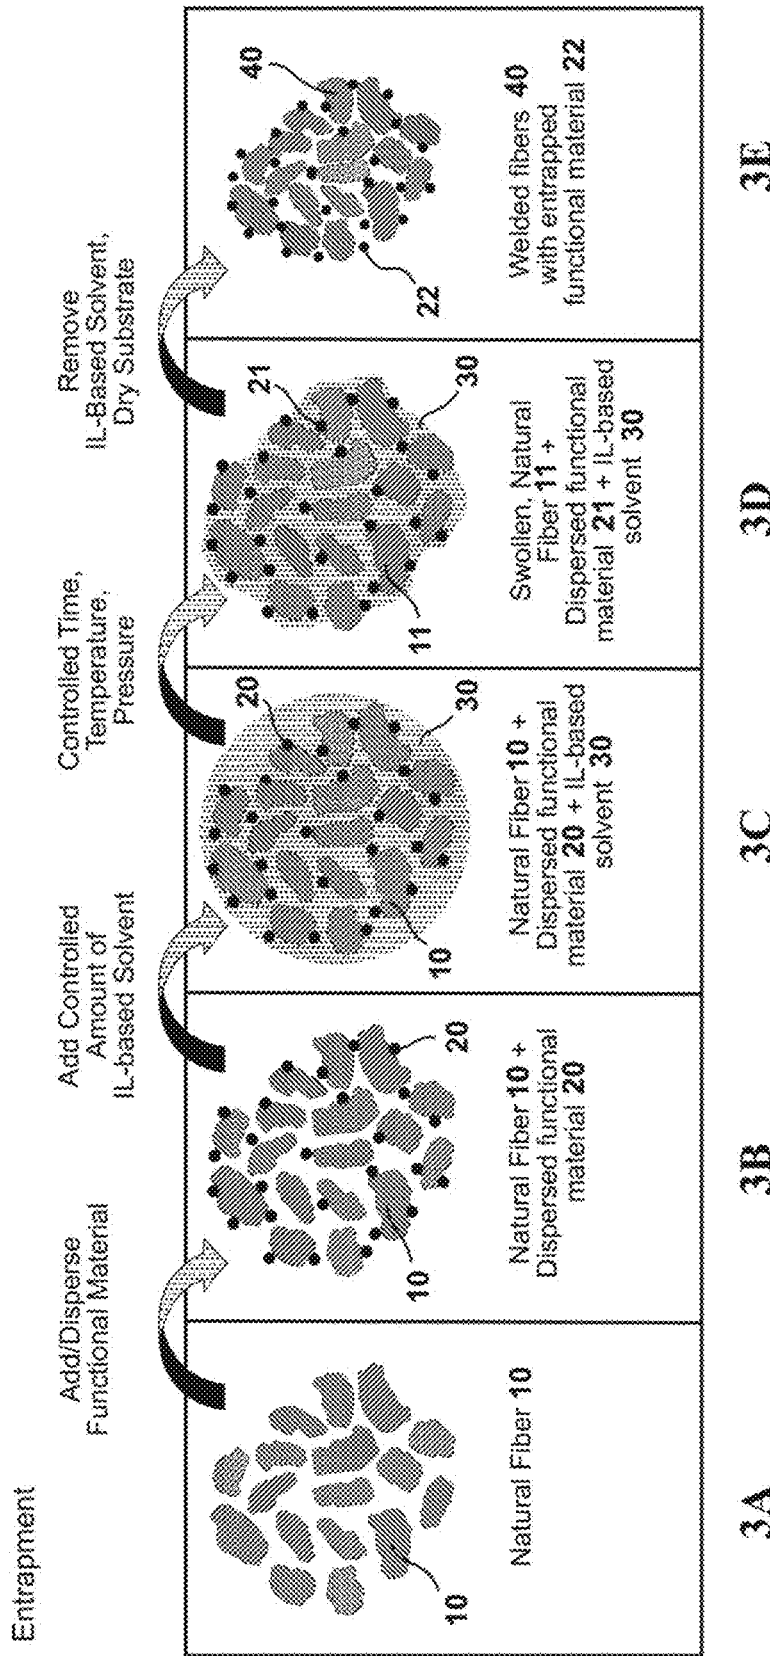 Entrapment
Add/Disperse
Functional Material
Add Controlled
Amount of
IL-based Solvent
Controlled Time,
Temperature,
Pressure
Remove
IL-Based Solvent,
Dry Substrate
10
Natural Fiber 10
10
20
Natural Fiber 10 +
Dispersed functional
material 20
10
20
30
Natural Fiber 10 +
Dispersed functional
material 20 + IL-based
solvent 30
11
21
30
Swollen, Natural
Fiber 11 +
Dispersed functional
material 21 + IL-based
solvent 30
22
40
Welded fibers 40
with entrapped
functional material 22
3A
3B
3C
3D
3E